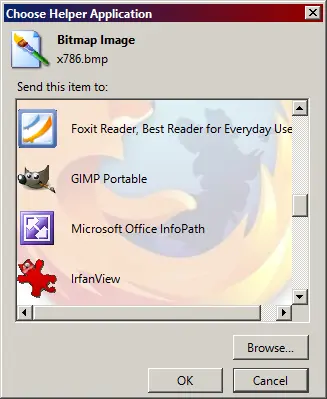 Choose Helper Application
Bitmap Image
x786.bmp
Send this item to:
Foxit Reader, Best Reader for Everyday Use
GIMP Portable
Microsoft Office InfoPath
IrfanView
Browse...
OK
Cancel